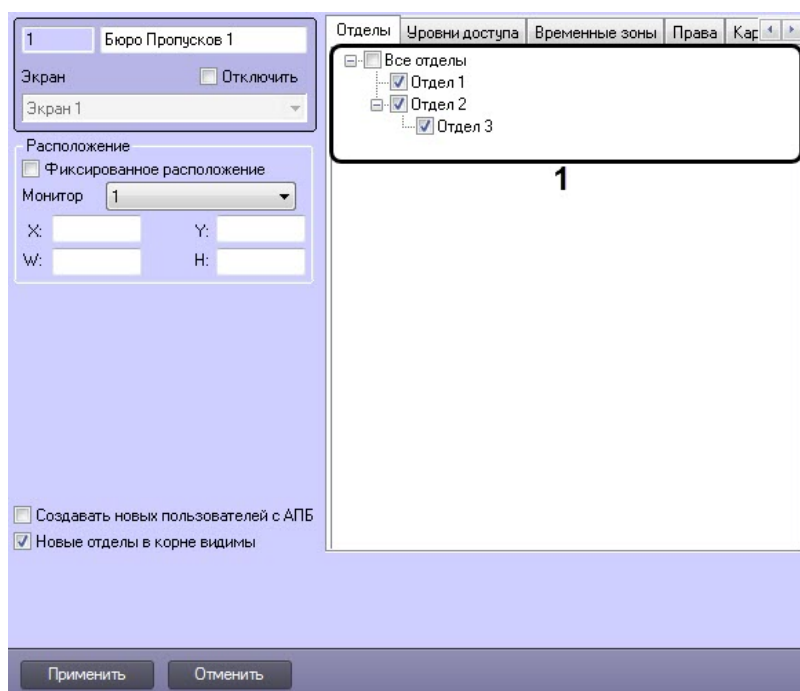 1 Бюро Пропусков 1
Экран Отключить
Экран 1
Расположение
Фиксированное расположение
Монитор 1
X: Y:
W: H:
Создавать новых пользователей с АПБ
Новые отделы в корне видимы
Отделы Уровни доступа Временные зоны Права Кар
Все отделы
Отдел 1
Отдел 2
Отдел 3
1
Применить Отменить